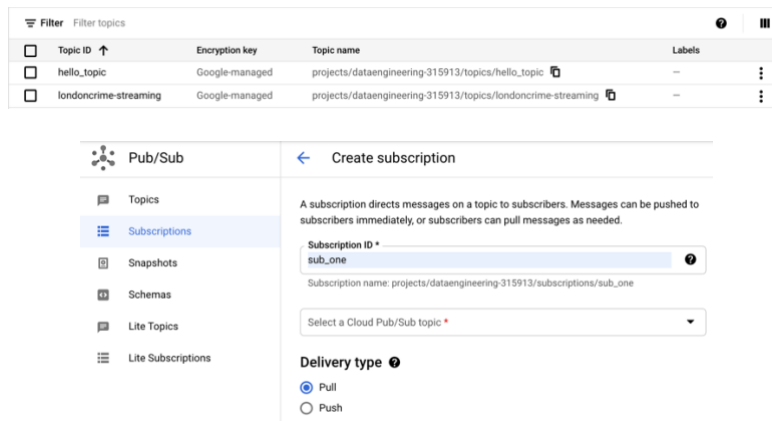 Filter Filter topics
Topic ID Encryption key Topic name Labels
hello_topic Google-managed projects/dataengineering-315913/topics/hello_topic –
londoncrime-streaming Google-managed projects/dataengineering-315913/topics/londoncrime-streaming –
Pub/Sub
Topics
Subscriptions
Snapshots
Schemas
Lite Topics
Lite Subscriptions
Create subscription
A subscription directs messages on a topic to subscribers. Messages can be pushed to
subscribers immediately, or subscribers can pull messages as needed.
Subscription ID *
sub_one
Subscription name: projects/dataengineering-315913/subscriptions/sub_one
Select a Cloud Pub/Sub topic *
Delivery type
Pull
Push